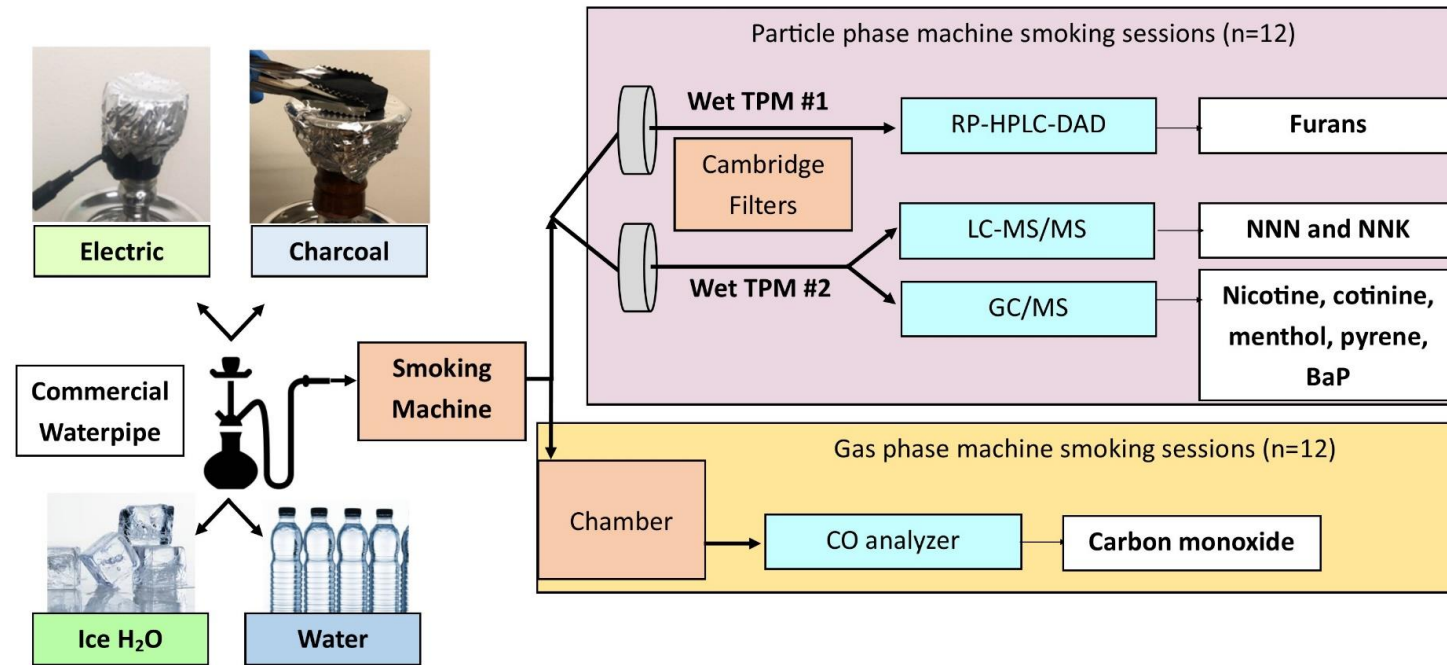 Particle phase machine smoking sessions (n=12)
Wet TPM #1
RP-HPLC-DAD
Furans
Cambridge
Filters
Electric
Charcoal
LC-MS/MS
NNN and NNK
Wet TPM #2
GC/MS
Nicotine, cotinine,
menthol, pyrene,
BaP
Commercial
Waterpipe
Smoking
Machine
Gas phase machine smoking sessions (n=12)
Chamber
CO analyzer
Carbon monoxide
Ice H₂O
Water